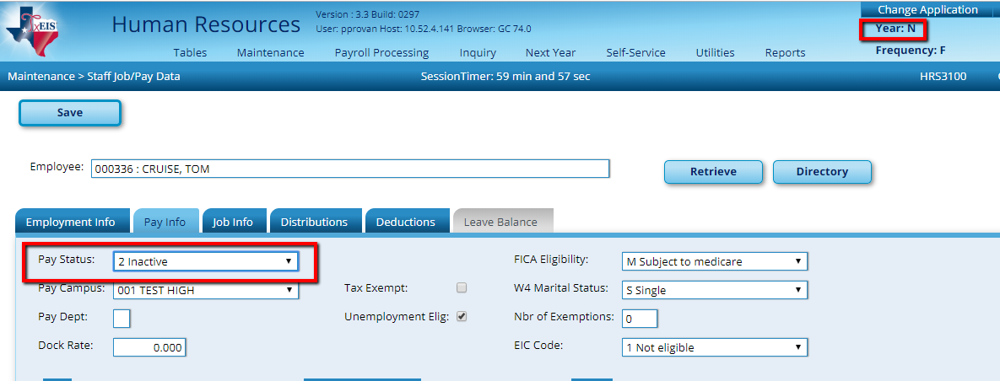 TxEIS
Human Resources
Version : 3.3 Build: 0297
User: pprovan Host: 10.52.4.141 Browser: GC 74.0
Change Application
Year: N
Frequency: F
Tables Maintenance Payroll Processing Inquiry Next Year Self-Service Utilities Reports
Maintenance > Staff Job/Pay Data SessionTimer: 59 min and 57 sec HRS3100
Save
Employee: 000336 : CRUISE, TOM Retrieve Directory
Employment Info Pay Info Job Info Distributions Deductions Leave Balance
Pay Status: 2 Inactive FICA Eligibility: M Subject to medicare
Pay Campus: 001 TEST HIGH Tax Exempt: W4 Marital Status: S Single
Pay Dept: Unemployment Elig: Nbr of Exemptions: 0
Dock Rate: 0.000 EIC Code: 1 Not eligible